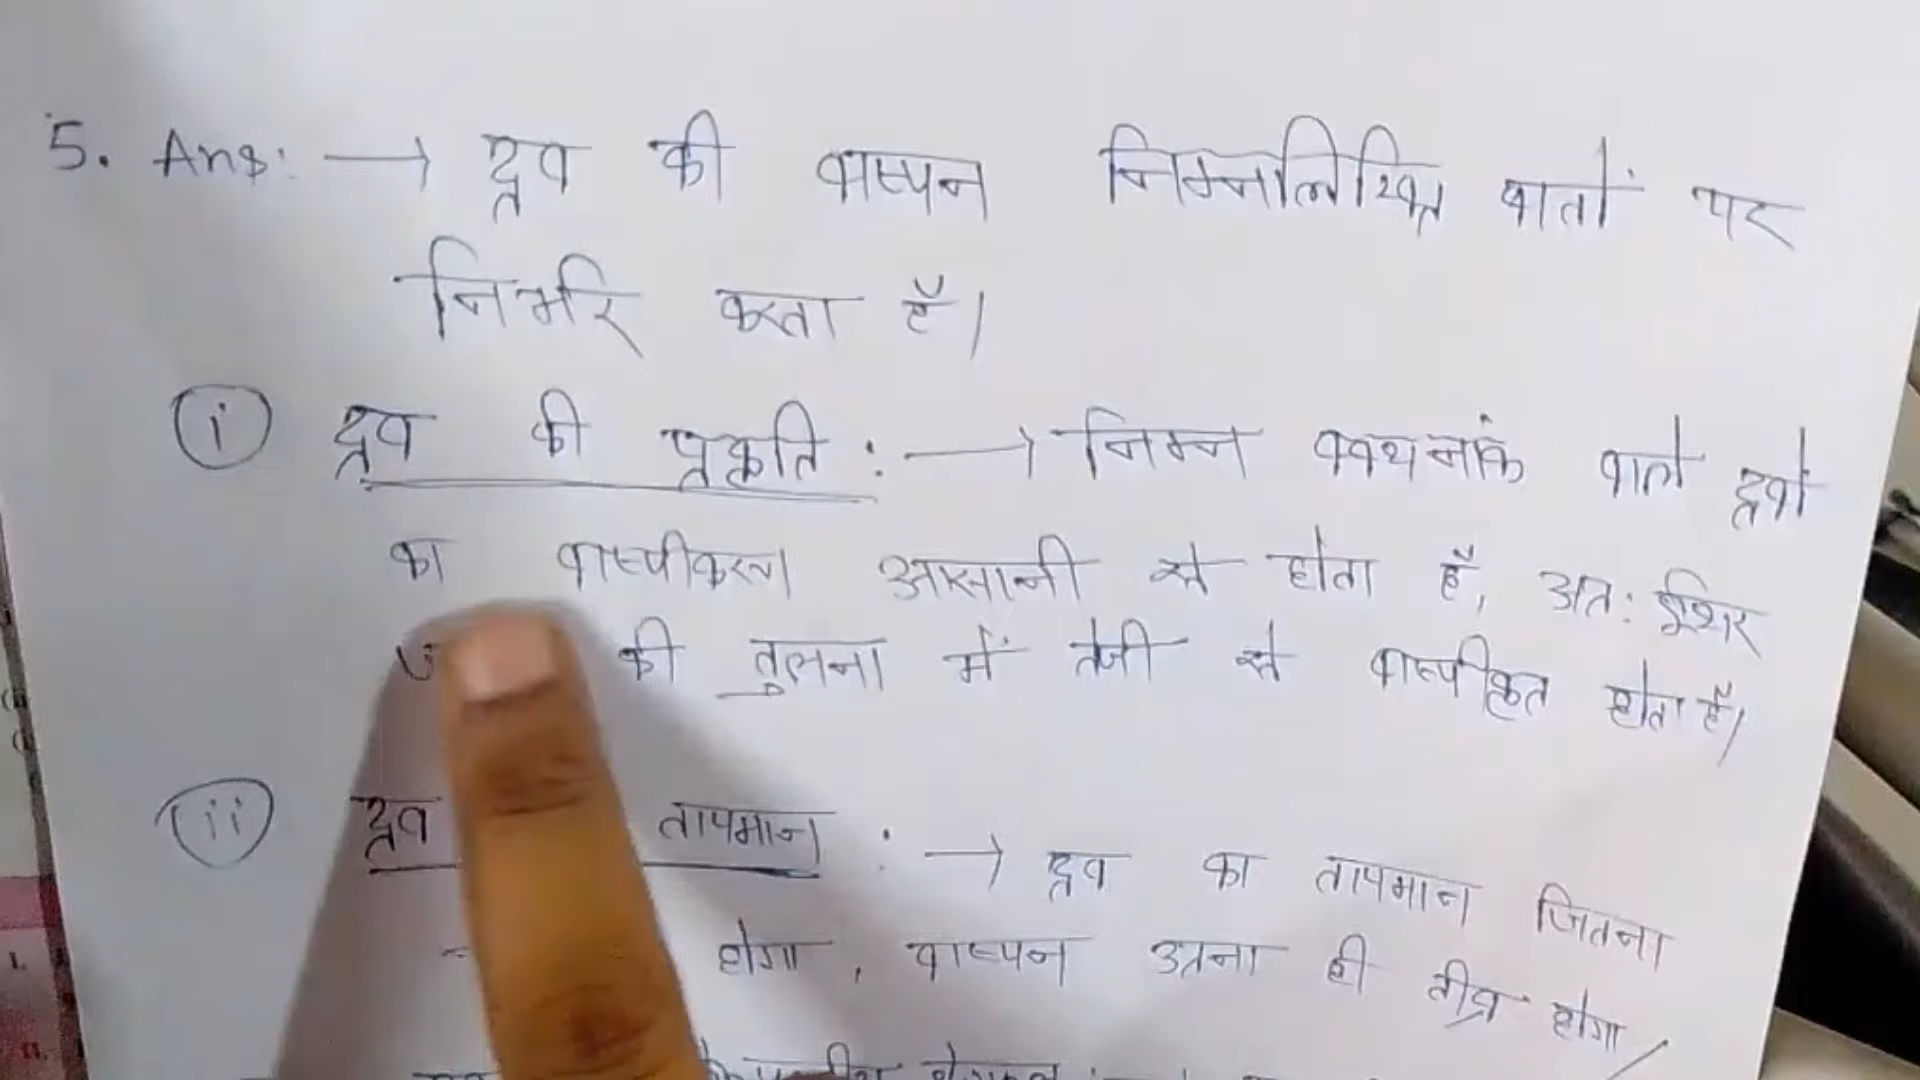 5. Ans: → द्रव की वाष्पन निम्नलिखित बातों पर
निर्भर करता है।
(i) द्रव की प्रकृति : → निम्न क्वथनांक वाले द्रवों
का वाष्पीकरण आसानी से होता है, अत: ईथर
की तुलना में तेजी से वाष्पीकृत होता है।
(ii) द्रव तापमान : → द्रव का तापमान जितना
होगा , वाष्पन उतना ही तीव्र होगा